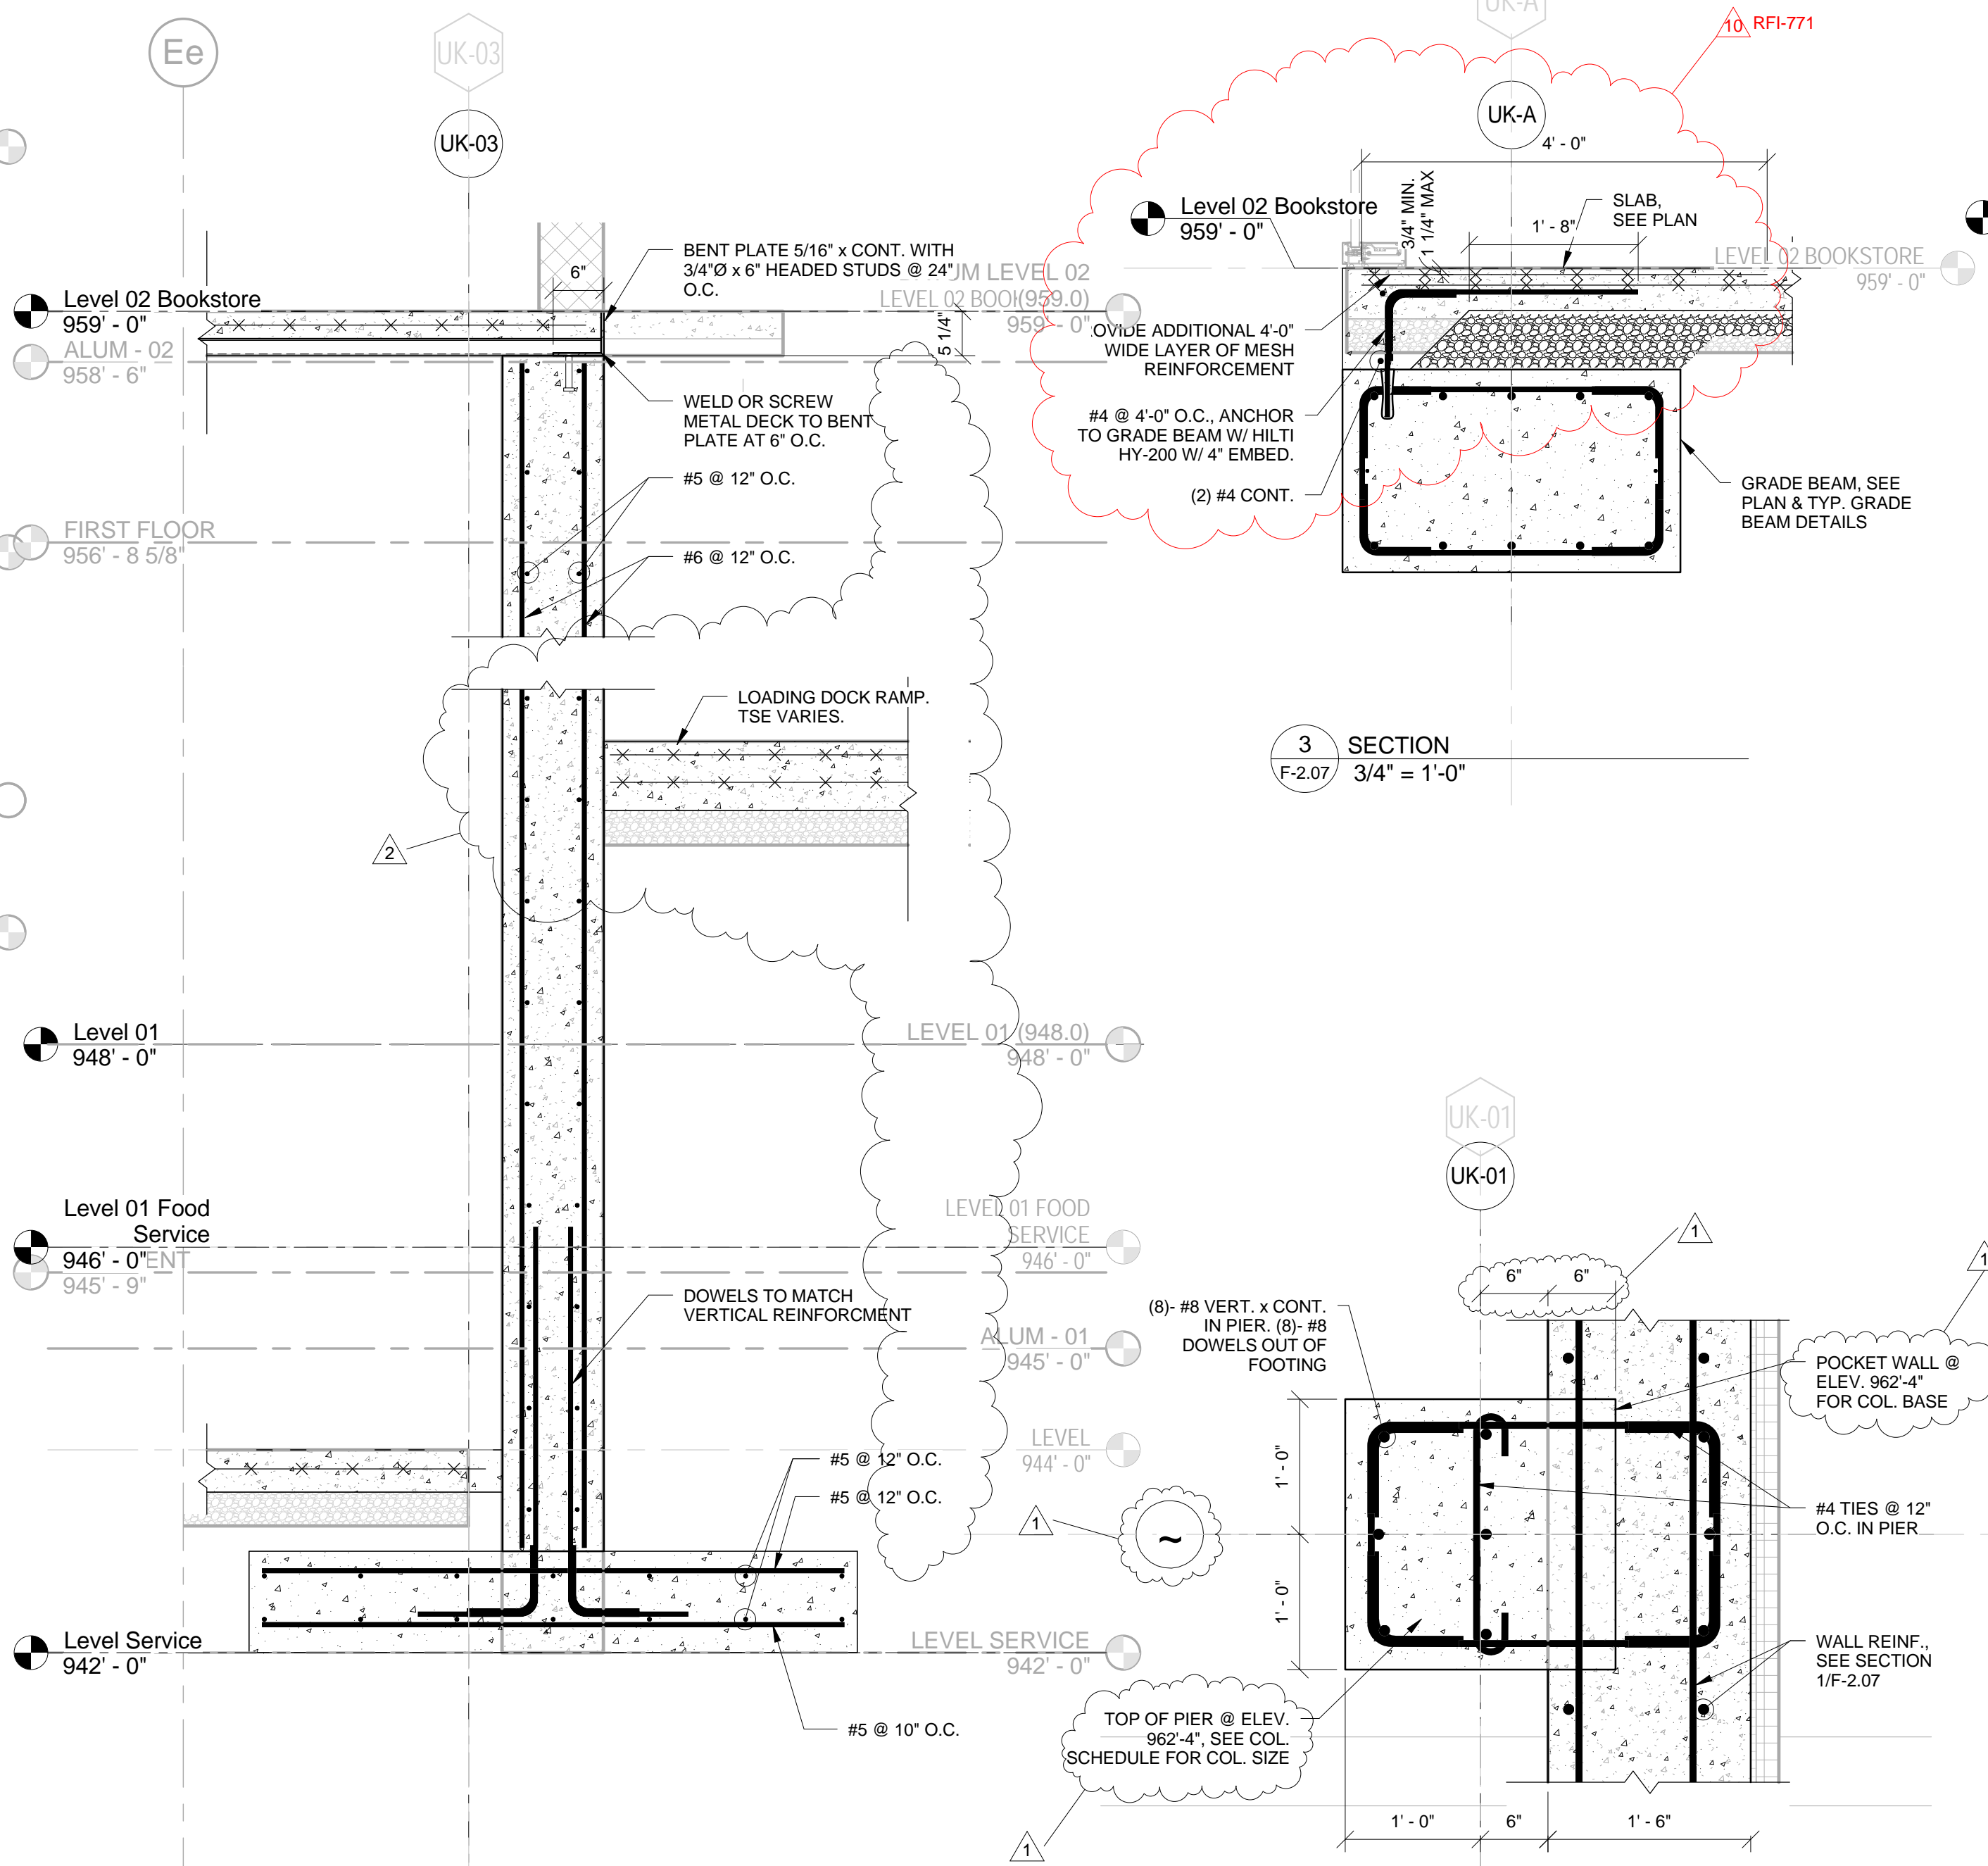 Ee
UK-03
UK-03
Level 02 Bookstore
959' - 0"
ALUM - 02
958' - 6"
FIRST FLOOR
956' - 8 5/8"
6"
BENT PLATE 5/16" x CONT. WITH
3/4"Ø x 6" HEADED STUDS @ 24"
O.C.
UM LEVEL 02
(959.0)
LEVEL 02
959' - 0"
5 1/4"
WELD OR SCREW
METAL DECK TO BENT
PLATE AT 6" O.C.
#5 @ 12" O.C.
#6 @ 12" O.C.
LOADING DOCK RAMP.
TSE VARIES.
2
Level 01
948' - 0"
LEVEL 01 (948.0)
948' - 0"
Level 01 Food
Service
946' - 0"
ENT
945' - 9"
LEVEL 01 FOOD
SERVICE
946' - 0"
DOWELS TO MATCH
VERTICAL REINFORCMENT
ALUM - 01
945' - 0"
LEVEL
944' - 0"
#5 @ 12" O.C.
#5 @ 12" O.C.
Level Service
942' - 0"
LEVEL SERVICE
942' - 0"
#5 @ 10" O.C.
UK-A
10 RFI-771
UK-A
4' - 0"
Level 02 Bookstore
959' - 0"
3/4" MIN.
1 1/4" MAX
1' - 8"
SLAB,
SEE PLAN
LEVEL 02 BOOKSTORE
959' - 0"
OVIDE ADDITIONAL 4'-0"
WIDE LAYER OF MESH
REINFORCEMENT
#4 @ 4'-0" O.C., ANCHOR
TO GRADE BEAM W/ HILTI
HY-200 W/ 4" EMBED.
(2) #4 CONT.
GRADE BEAM, SEE
PLAN & TYP. GRADE
BEAM DETAILS
3 SECTION
F-2.07 3/4" = 1'-0"
UK-01
UK-01
1
6" 6"
1
(8)- #8 VERT. x CONT.
IN PIER. (8)- #8
DOWELS OUT OF
FOOTING
POCKET WALL @
ELEV. 962'-4"
FOR COL. BASE
1' - 0"
1
~
#4 TIES @ 12"
O.C. IN PIER
1' - 0"
WALL REINF.,
SEE SECTION
1/F-2.07
TOP OF PIER @ ELEV.
962'-4", SEE COL.
SCHEDULE FOR COL. SIZE
1
1' - 0" 6" 1' - 6"